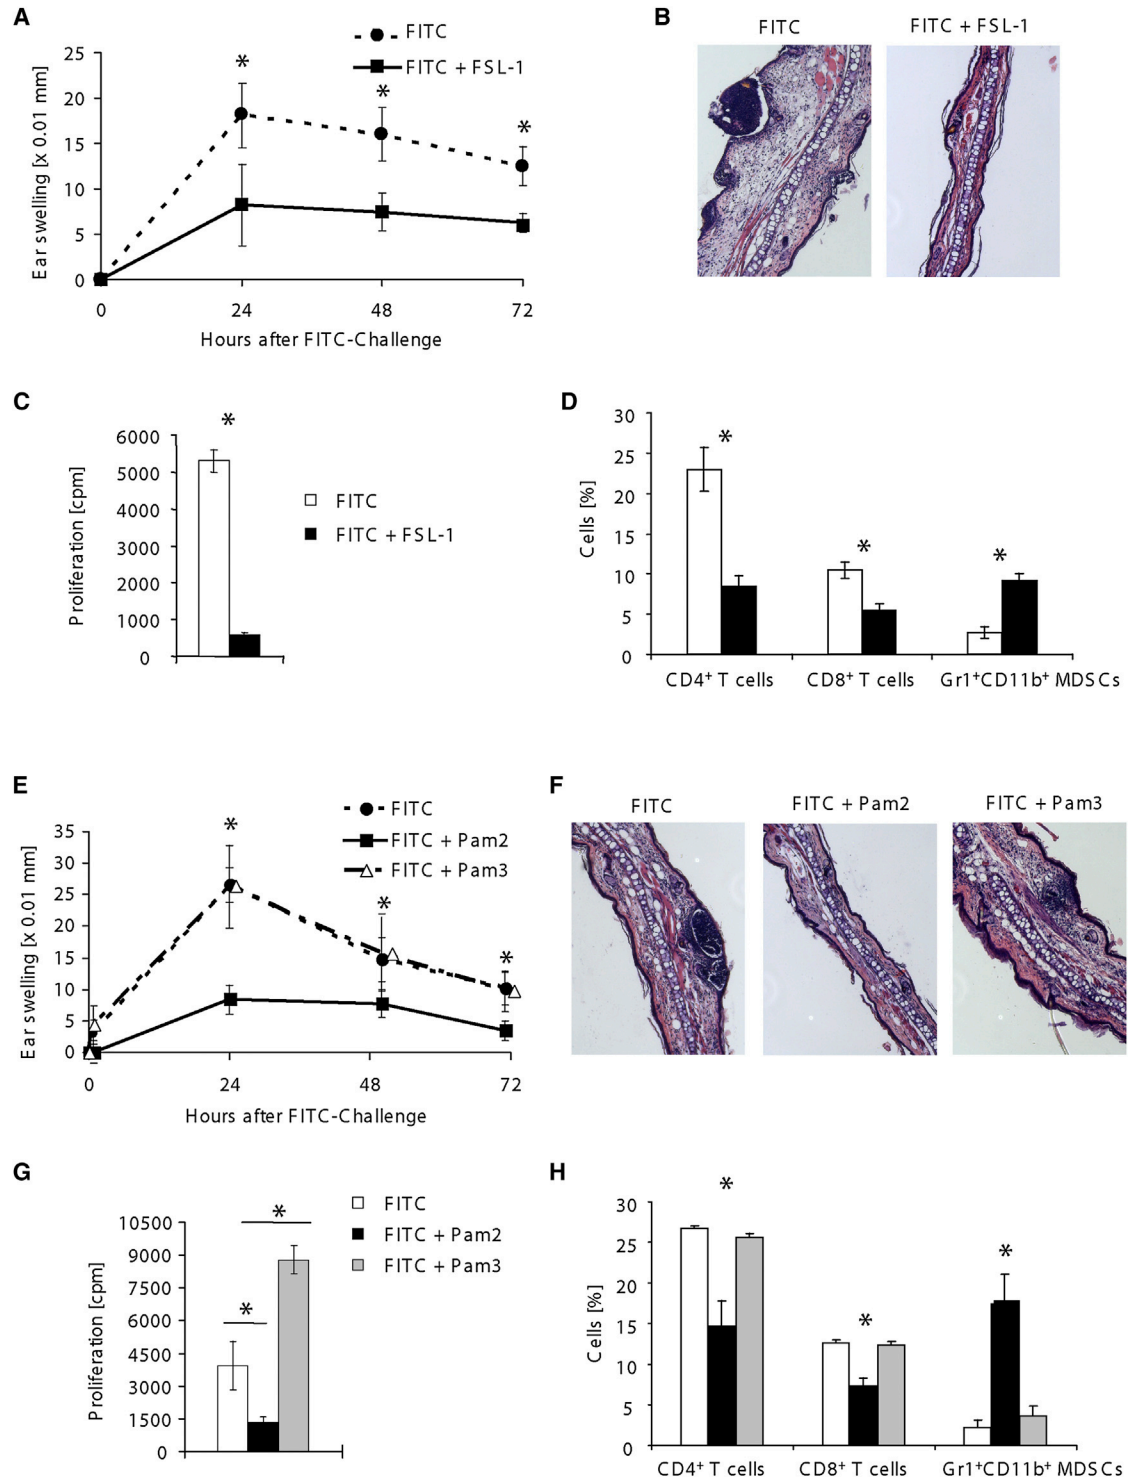 A
FITC
FITC + FSL-1
25
20
15
10
5
0
Ear swelling [x 0.01 mm]
*
*
*
0 24 48 72
Hours after FITC-Challenge
B
FITC FITC + FSL-1
C
*
6000
5000
4000
3000
2000
1000
0
Proliferation [cpm]
FITC
FITC + FSL-1
D
30
25
20
15
10
5
0
Cells [%]
*
*
*
CD4⁺ T cells CD8⁺ T cells Gr1⁺CD11b⁺ MDSCs
E
FITC
FITC + Pam2
FITC + Pam3
35
30
25
20
15
10
5
0
Ear swelling [x 0.01 mm]
*
*
*
0 24 48 72
Hours after FITC-Challenge
F
FITC FITC + Pam2 FITC + Pam3
G
FITC
FITC + Pam2
FITC + Pam3
10500
9000
7500
6000
4500
3000
1500
0
Proliferation [cpm]
*
*
H
30
25
20
15
10
5
0
Cells [%]
*
*
*
CD4⁺ T cells CD8⁺ T cells Gr1⁺CD11b⁺ MDSCs